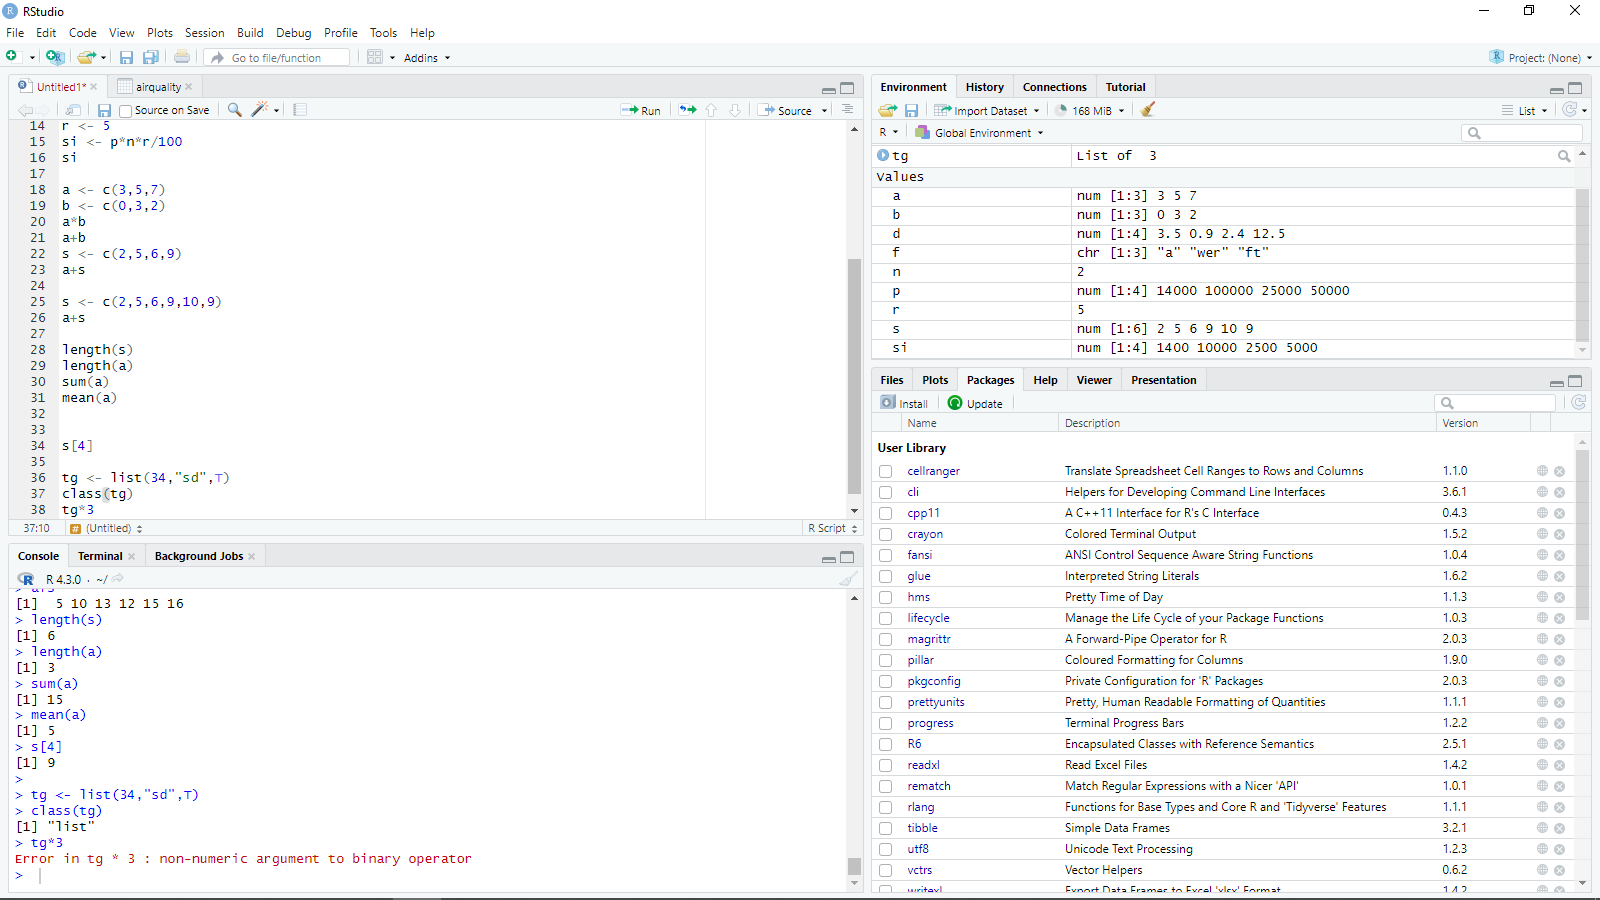 RStudio
File Edit Code View Plots Session Build Debug Profile Tools Help
Go to file/function Addins Project: (None)
Untitled1* airquality
Source on Save Run Source
14 r <- 5
15 si <- p*n*r/100
16 si
17
18 a <- c(3,5,7)
19 b <- c(0,3,2)
20 a*b
21 a+b
22 s <- c(2,5,6,9)
23 a+s
24
25 s <- c(2,5,6,9,10,9)
26 a+s
27
28 length(s)
29 length(a)
30 sum(a)
31 mean(a)
32
33
34 s[4]
35
36 tg <- list(34,"sd",T)
37 class(tg)
38 tg*3
37:10 # (Untitled) R Script
Console Terminal Background Jobs
R 4.3.0 · ~/
[1] 5 10 13 12 15 16
> length(s)
[1] 6
> length(a)
[1] 3
> sum(a)
[1] 15
> mean(a)
[1] 5
> s[4]
[1] 9
>
> tg <- list(34,"sd",T)
> class(tg)
[1] "list"
> tg*3
Error in tg * 3 : non-numeric argument to binary operator
>
Environment History Connections Tutorial
Import Dataset 168 MiB List
R Global Environment
tg List of 3
Values
a num [1:3] 3 5 7
b num [1:3] 0 3 2
d num [1:4] 3.5 0.9 2.4 12.5
f chr [1:3] "a" "wer" "ft"
n 2
p num [1:4] 14000 100000 25000 50000
r 5
s num [1:6] 2 5 6 9 10 9
si num [1:4] 1400 10000 2500 5000
Files Plots Packages Help Viewer Presentation
Install Update
Name Description Version
User Library
cellranger Translate Spreadsheet Cell Ranges to Rows and Columns 1.1.0
cli Helpers for Developing Command Line Interfaces 3.6.1
cpp11 A C++11 Interface for R's C Interface 0.4.3
crayon Colored Terminal Output 1.5.2
fansi ANSI Control Sequence Aware String Functions 1.0.4
glue Interpreted String Literals 1.6.2
hms Pretty Time of Day 1.1.3
lifecycle Manage the Life Cycle of your Package Functions 1.0.3
magrittr A Forward-Pipe Operator for R 2.0.3
pillar Coloured Formatting for Columns 1.9.0
pkgconfig Private Configuration for 'R' Packages 2.0.3
prettyunits Pretty, Human Readable Formatting of Quantities 1.1.1
progress Terminal Progress Bars 1.2.2
R6 Encapsulated Classes with Reference Semantics 2.5.1
readxl Read Excel Files 1.4.2
rematch Match Regular Expressions with a Nicer 'API' 1.0.1
rlang Functions for Base Types and Core R and 'Tidyverse' Features 1.1.1
tibble Simple Data Frames 3.2.1
utf8 Unicode Text Processing 1.2.3
vctrs Vector Helpers 0.6.2
writexl Export Data Frames to Excel 'xlsx' Format 1.4.2